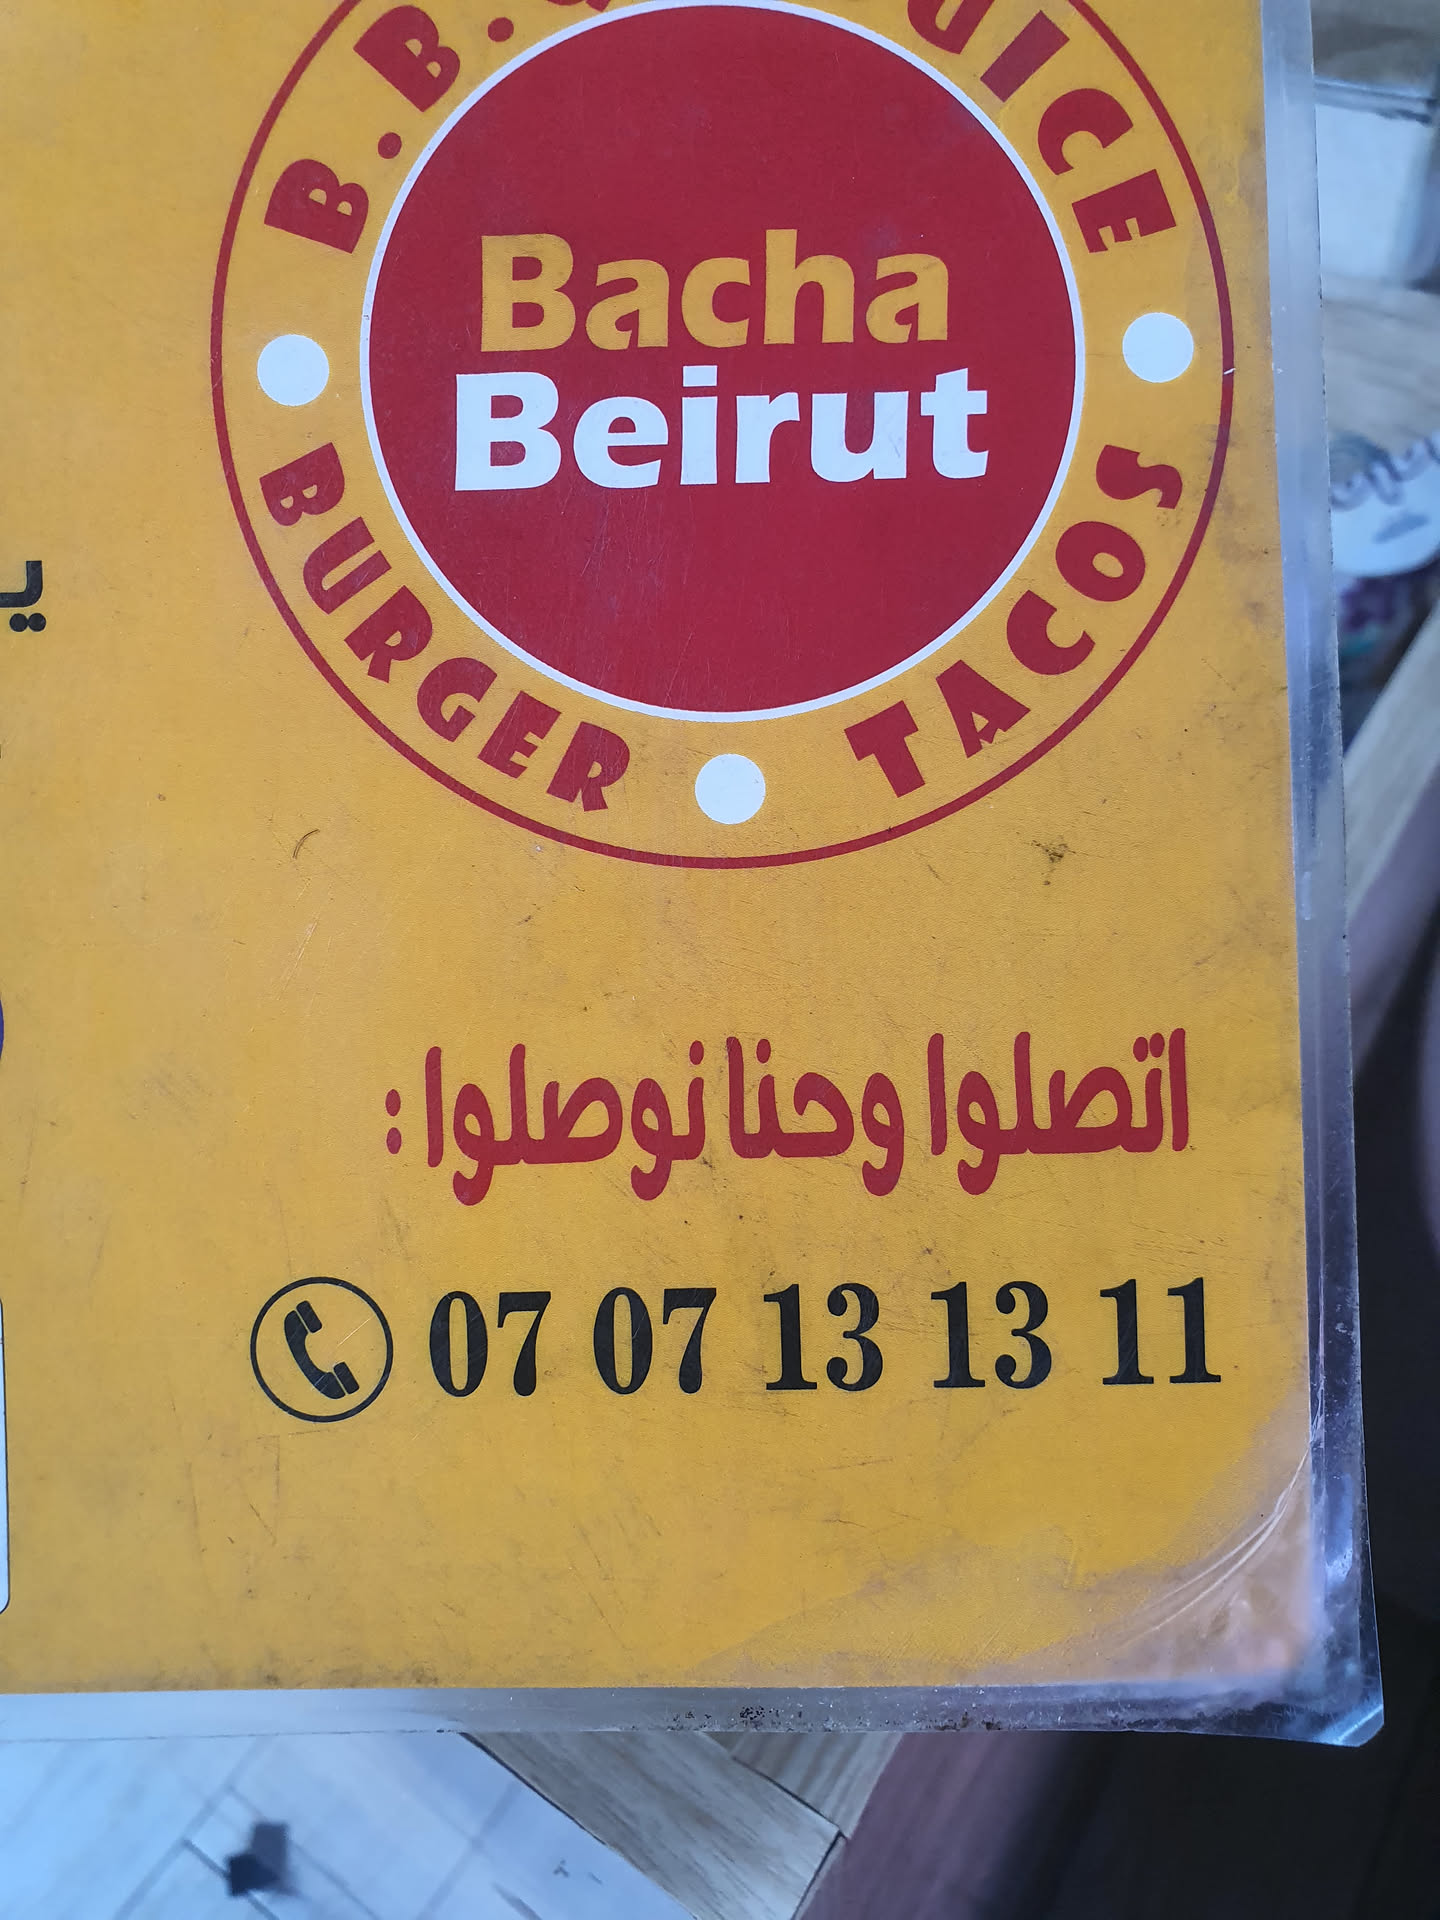 JUICE
Bacha
Beirut
BURGER
TACOS
اتصلوا وحنا نوصلوا:
07 07 13 13 11